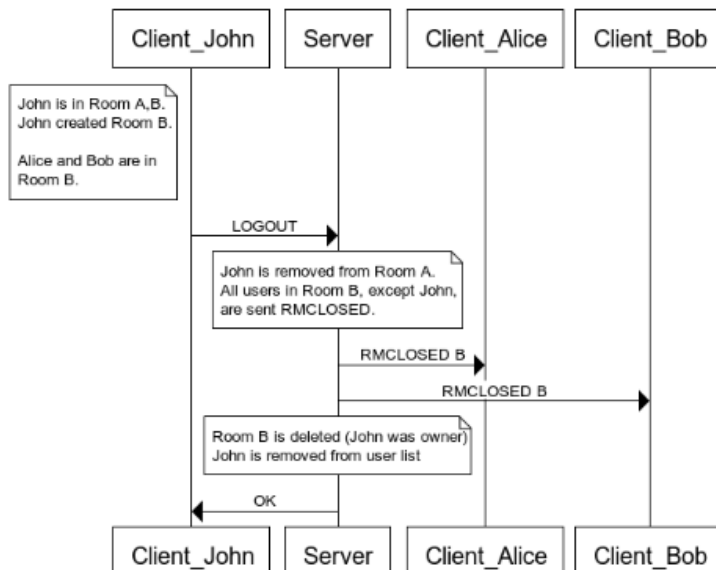 Client_John
Server
Client_Alice
Client_Bob
John is in Room A,B.
John created Room B.
Alice and Bob are in
Room B.
LOGOUT
John is removed from Room A.
All users in Room B, except John,
are sent RMCLOSED.
RMCLOSED B
RMCLOSED B
Room B is deleted (John was owner)
John is removed from user list
OK
Client_John
Server
Client_Alice
Client_Bob